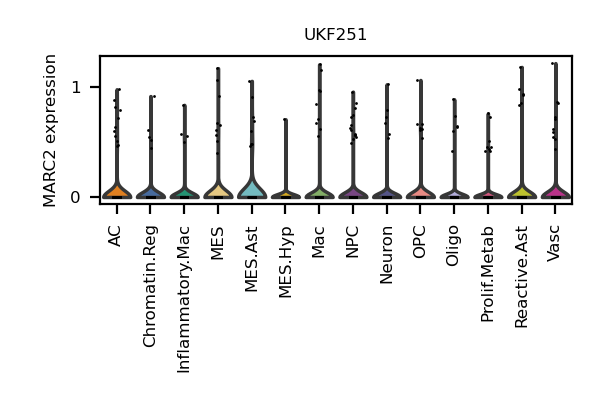 UKF251
MARC2 expression
1
0
AC
Chromatin.Reg
Inflammatory.Mac
MES
MES.Ast
MES.Hyp
Mac
NPC
Neuron
OPC
Oligo
Prolif.Metab
Reactive.Ast
Vasc